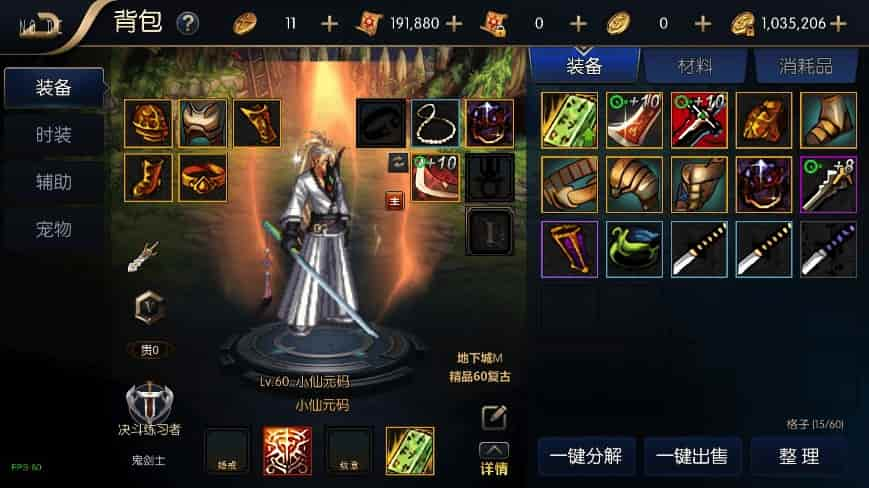 背包 ? 11 + 191,880 + 0 + 0 + 1,035,206 +
装备
时装
辅助
宠物
装备 材料 消耗品
+10
主
+10 +10
+8
V
贵0
地下城M
精品60复古
Lv.60 小仙元码
小仙元码
决斗练习者
鬼剑士
详情
格子 (15/60)
一键分解 一键出售 整理
FPS 60